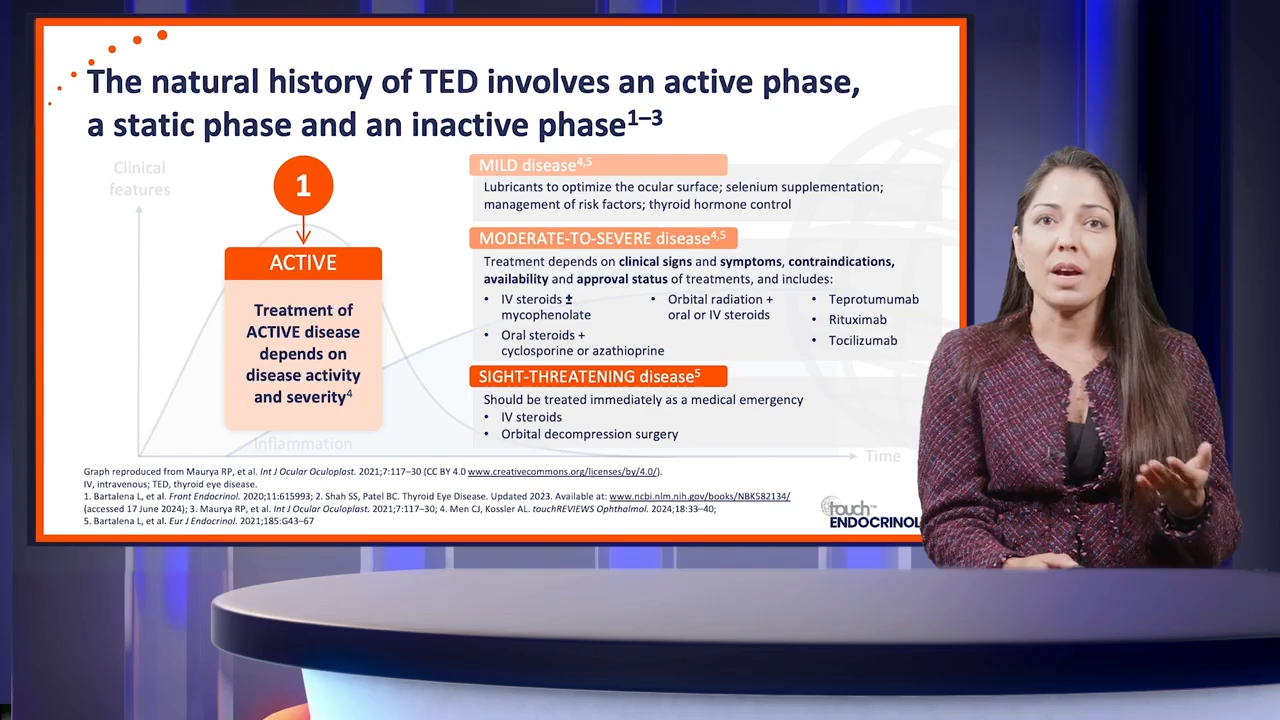 The natural history of TED involves an active phase,
a static phase and an inactive phase¹⁻³
Clinical
features
1
ACTIVE
Treatment of
ACTIVE disease
depends on
disease activity
and severity⁴
Inflammation
Time
MILD disease⁴,⁵
Lubricants to optimize the ocular surface; selenium supplementation;
management of risk factors; thyroid hormone control
MODERATE-TO-SEVERE disease⁴,⁵
Treatment depends on clinical signs and symptoms, contraindications,
availability and approval status of treatments, and includes:
• IV steroids ±
mycophenolate
• Oral steroids +
cyclosporine or azathioprine
• Orbital radiation +
oral or IV steroids
• Teprotumumab
• Rituximab
• Tocilizumab
SIGHT-THREATENING disease⁵
Should be treated immediately as a medical emergency
• IV steroids
• Orbital decompression surgery
Graph reproduced from Maurya RP, et al. Int J Ocular Oculoplast. 2021;7:117–30 (CC BY 4.0 www.creativecommons.org/licenses/by/4.0/).
IV, intravenous; TED, thyroid eye disease.
1. Bartalena L, et al. Front Endocrinol. 2020;11:615993; 2. Shah SS, Patel BC. Thyroid Eye Disease. Updated 2023. Available at: www.ncbi.nlm.nih.gov/books/NBK582134/
(accessed 17 June 2024); 3. Maurya RP, et al. Int J Ocular Oculoplast. 2021;7:117–30; 4. Men CJ, Kossler AL. touchREVIEWS Ophthalmol. 2024;18:33–40;
5. Bartalena L, et al. Eur J Endocrinol. 2021;185:G43–67
touch™
ENDOCRINOL